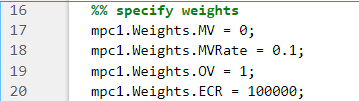 16 %% specify weights
17 mpc1.Weights.MV = 0;
18 mpc1.Weights.MVRate = 0.1;
19 mpc1.Weights.OV = 1;
20 mpc1.Weights.ECR = 100000;